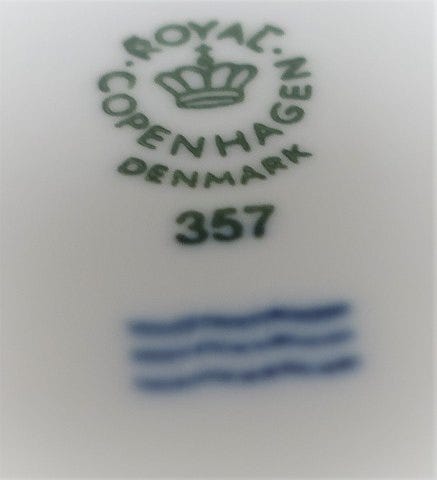 ROYAL
COPENHAGEN
DENMARK
357